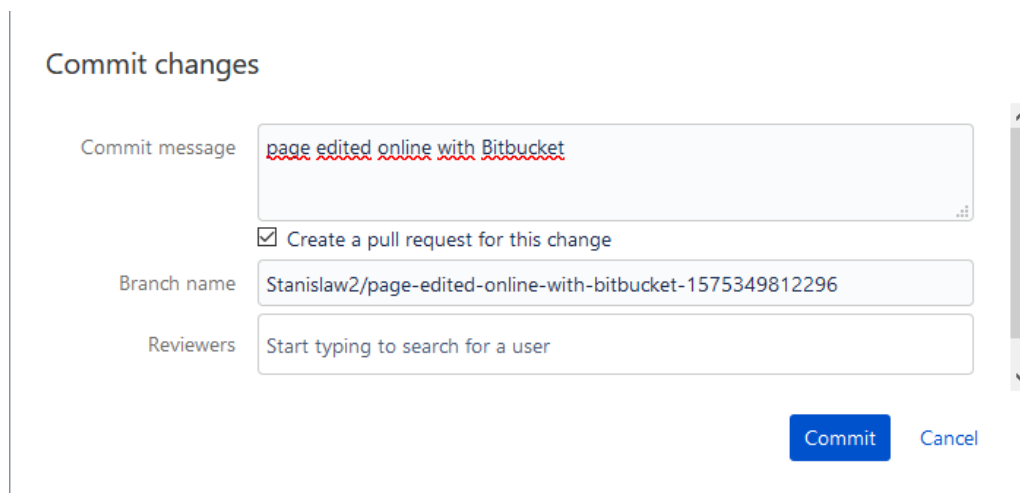 Commit changes
Commit message
page edited online with Bitbucket
Create a pull request for this change
Branch name
Stanislaw2/page-edited-online-with-bitbucket-1575349812296
Reviewers
Start typing to search for a user
Commit
Cancel